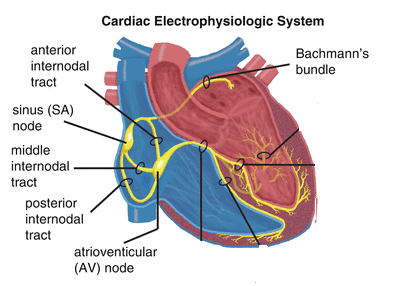 Cardiac Electrophysiologic System
anterior
internodal
tract
Bachmann's
bundle
sinus (SA)
node
middle
internodal
tract
posterior
internodal
tract
atrioventicular
(AV) node